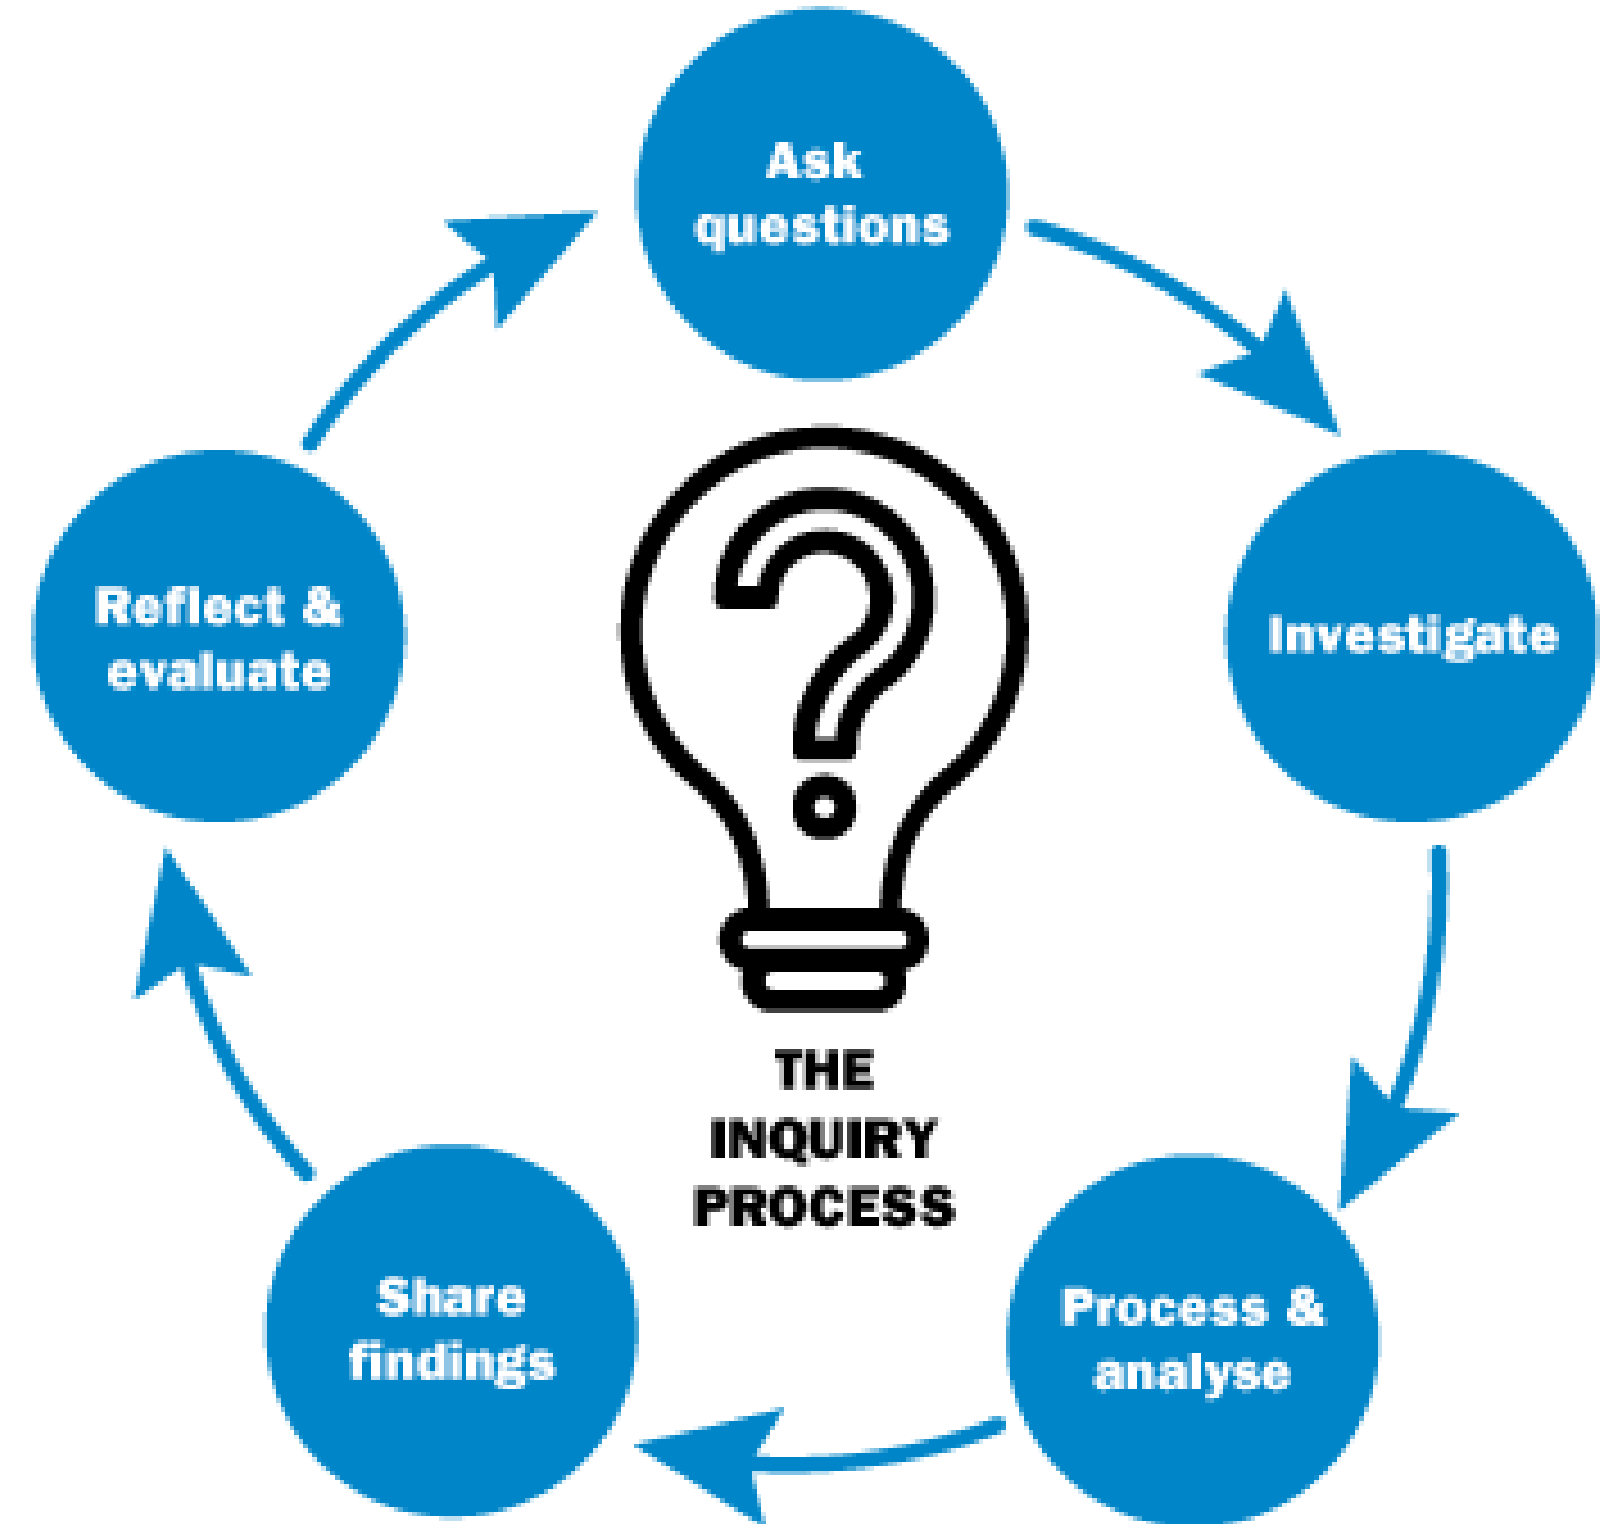 Ask
questions
Investigate
Process &
analyse
Share
findings
Reflect &
evaluate
?
THE
INQUIRY
PROCESS